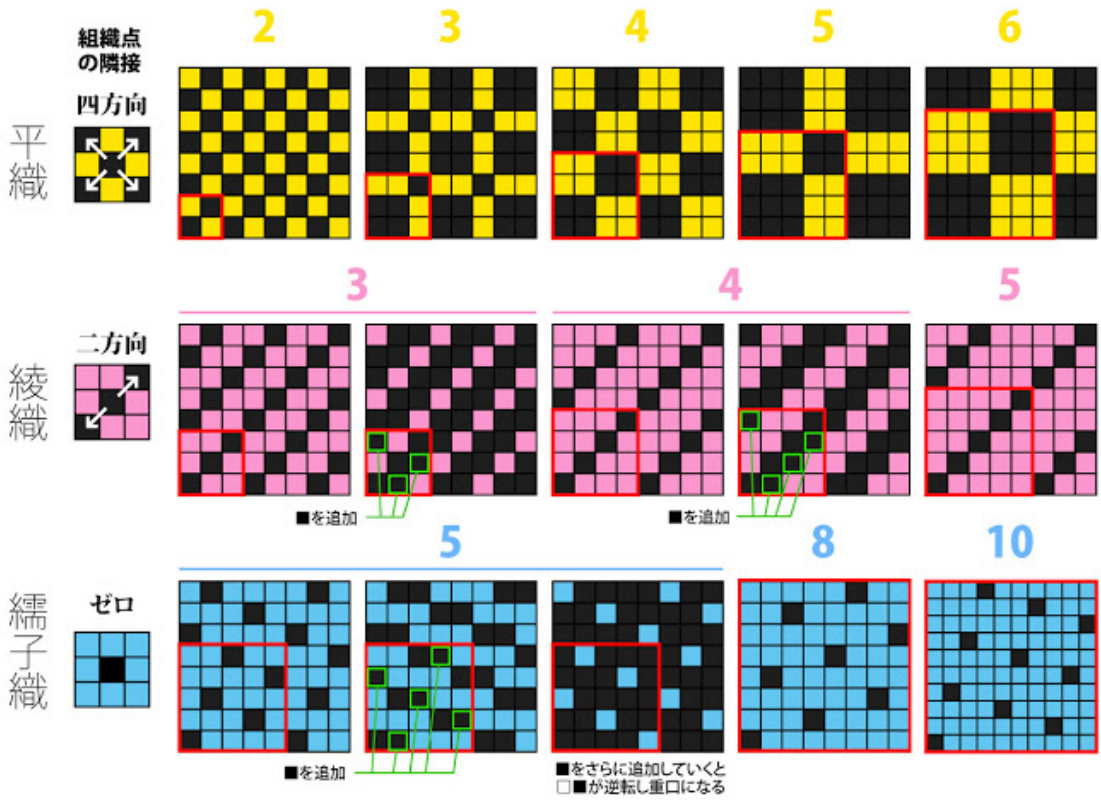 2 3 4 5 6
組織点
の隣接
四方向
平織
3 4 5
二方向
綾織
■を追加
■を追加
5 8 10
ゼロ
繻子織
■を追加
■をさらに追加していくと
□■が逆転し重口になる